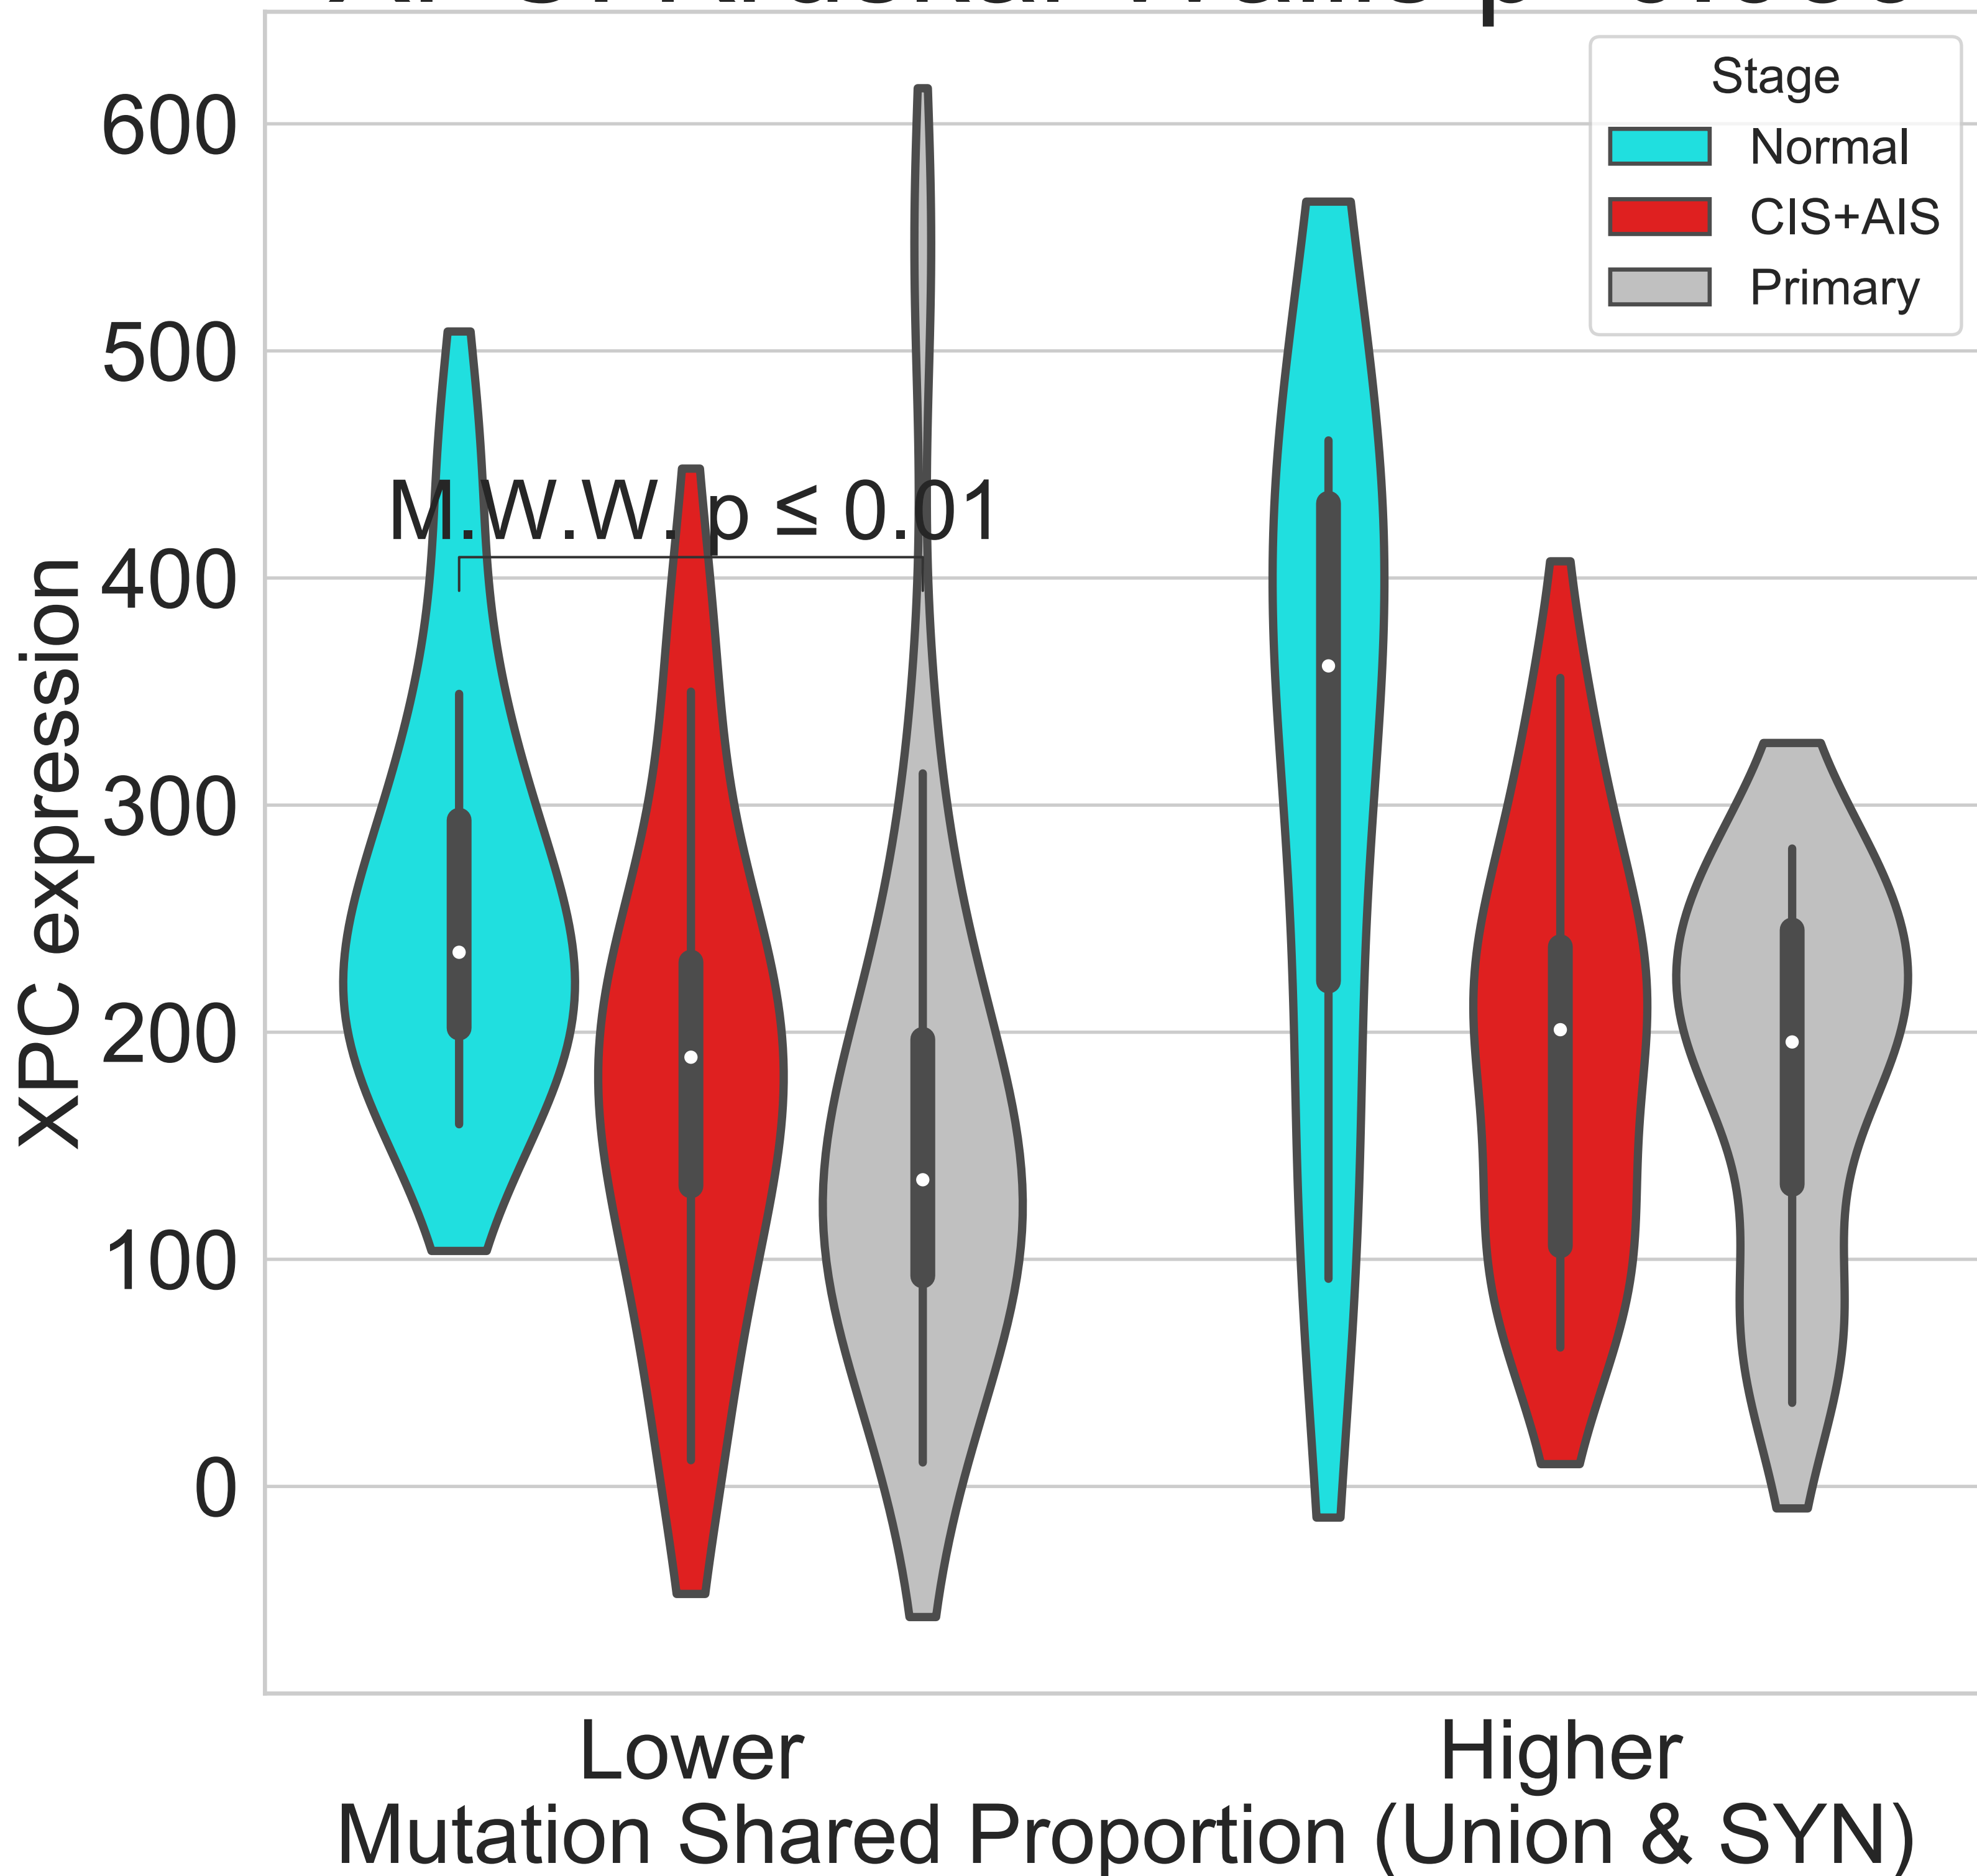 Stage
Normal
CIS+AIS
Primary
M.W.W. p ≤ 0.01
600
500
400
300
200
100
0
XPC expression
Lower
Higher
Mutation Shared Proportion (Union & SYN)